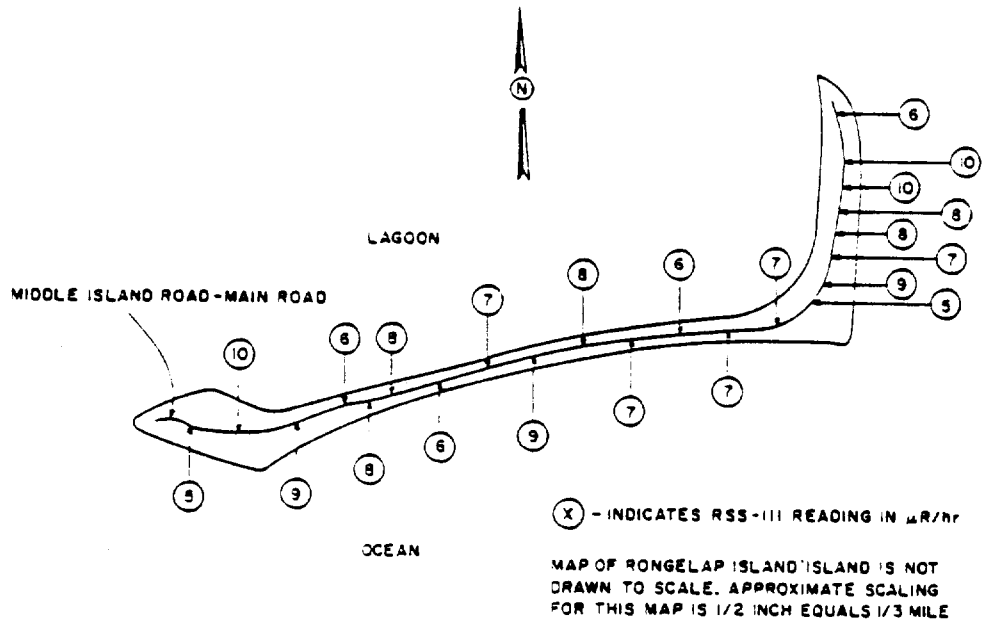 N
6
10
10
8
8
7
9
5
LAGOON
7
6
8
7
MIDDLE ISLAND ROAD-MAIN ROAD
10
6
8
5
9
8
6
9
7
7
(X) - INDICATES RSS-111 READING IN µR/hr
OCEAN
MAP OF RONGELAP ISLAND ISLAND IS NOT
DRAWN TO SCALE. APPROXIMATE SCALING
FOR THIS MAP IS 1/2 INCH EQUALS 1/3 MILE